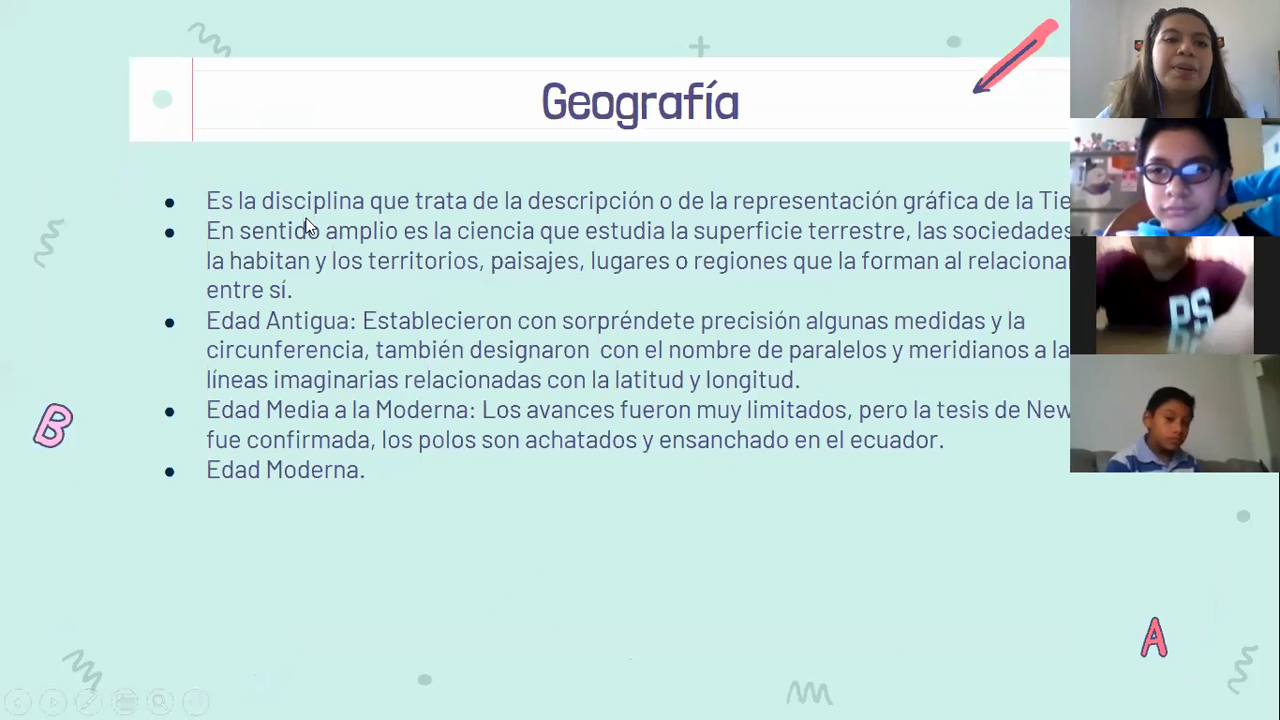 Geografía
Es la disciplina que trata de la descripción o de la representación gráfica de la
En sentido amplio es la ciencia que estudia la superficie terrestre, las sociedades
la habitan y los territorios, paisajes, lugares o regiones que la forman al
entre sí.
Edad Antigua: Establecieron con sorpréndete precisión algunas medidas y la
circunferencia, también designaron con el nombre de paralelos y meridianos a la
líneas imaginarias relacionadas con la latitud y longitud.
Edad Media a la Moderna: Los avances fueron muy limitados, pero la tesis de
fue confirmada, los polos son achatados y ensanchado en el ecuador.
Edad Moderna.
B
A
PS